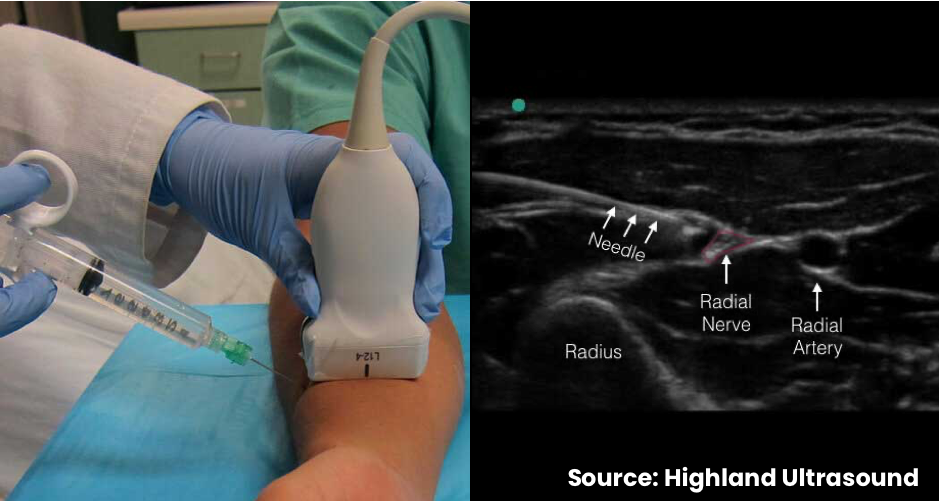 L12-4
Needle
Radial
Nerve
Radial
Artery
Radius
Source: Highland Ultrasound